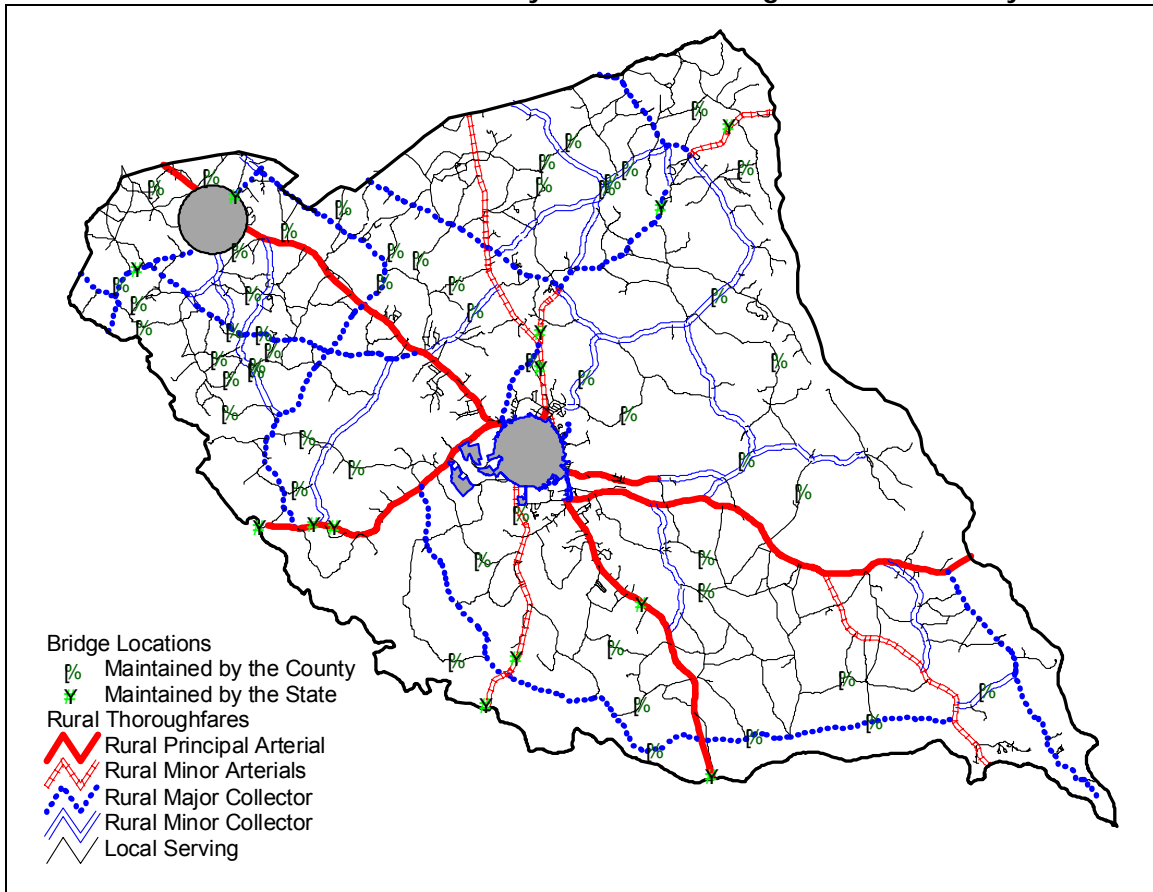 Bridge Locations
Maintained by the County
Maintained by the State
Rural Thoroughfares
Rural Principal Arterial
Rural Minor Arterials
Rural Major Collector
Rural Minor Collector
Local Serving